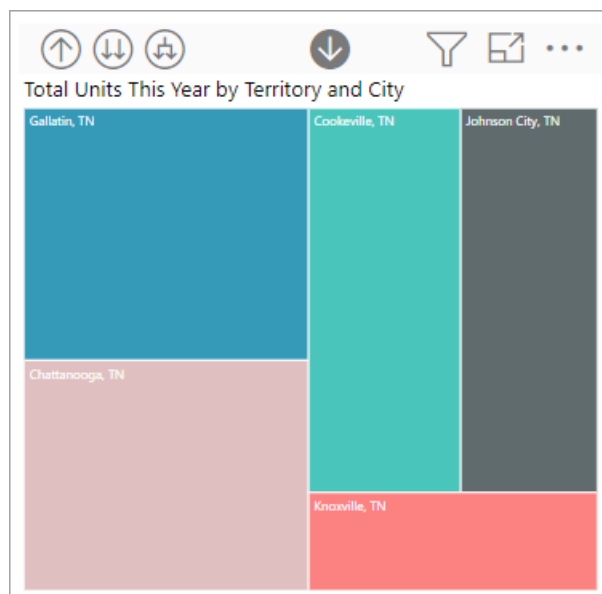 Total Units This Year by Territory and City
Gallatin, TN
Cookeville, TN
Johnson City, TN
Chattanooga, TN
Knoxville, TN